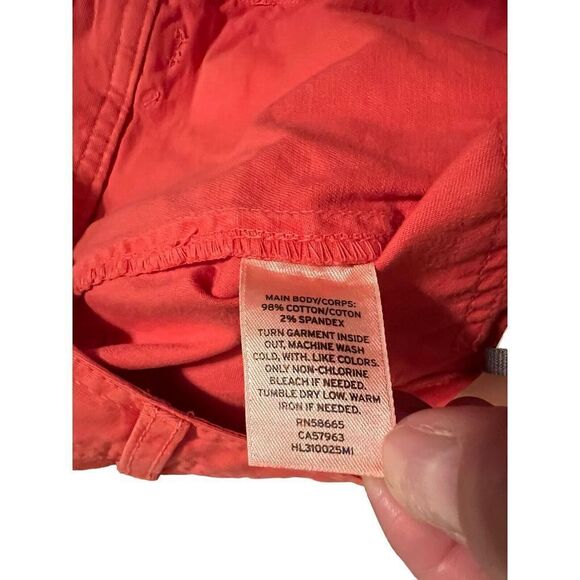 MAIN BODY/CORPS:
98% COTTON/COTON
2% SPANDEX
TURN GARMENT INSIDE
OUT, MACHINE WASH
COLD, WITH. LIKE COLORS.
ONLY NON-CHLORINE
BLEACH IF NEEDED.
TUMBLE DRY LOW. WARM
IRON IF NEEDED.
RN58665
CA57963
HL310025MI